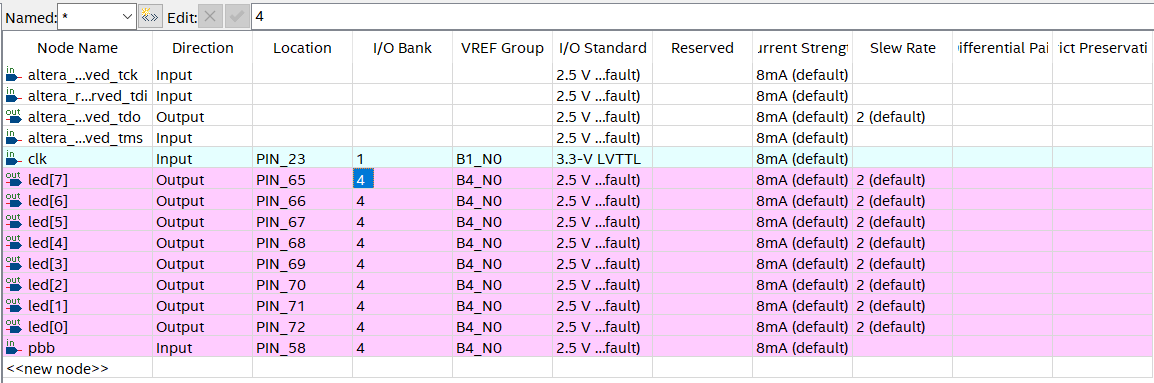 Named: * Edit: 4
Node Name Direction Location I/O Bank VREF Group I/O Standard Reserved urrent Strengt Slew Rate ifferential Pai ict Preservati
in altera_...ved_tck Input 2.5 V ...fault) 8mA (default)
in altera_r...rved_tdi Input 2.5 V ...fault) 8mA (default)
out altera_...ved_tdo Output 2.5 V ...fault) 8mA (default) 2 (default)
in altera_...ved_tms Input 2.5 V ...fault) 8mA (default)
in clk Input PIN_23 1 B1_N0 3.3-V LVTTL 8mA (default)
out led[7] Output PIN_65 4 B4_N0 2.5 V ...fault) 8mA (default) 2 (default)
out led[6] Output PIN_66 4 B4_N0 2.5 V ...fault) 8mA (default) 2 (default)
out led[5] Output PIN_67 4 B4_N0 2.5 V ...fault) 8mA (default) 2 (default)
out led[4] Output PIN_68 4 B4_N0 2.5 V ...fault) 8mA (default) 2 (default)
out led[3] Output PIN_69 4 B4_N0 2.5 V ...fault) 8mA (default) 2 (default)
out led[2] Output PIN_70 4 B4_N0 2.5 V ...fault) 8mA (default) 2 (default)
out led[1] Output PIN_71 4 B4_N0 2.5 V ...fault) 8mA (default) 2 (default)
out led[0] Output PIN_72 4 B4_N0 2.5 V ...fault) 8mA (default) 2 (default)
in pbb Input PIN_58 4 B4_N0 2.5 V ...fault) 8mA (default)
<<new node>>